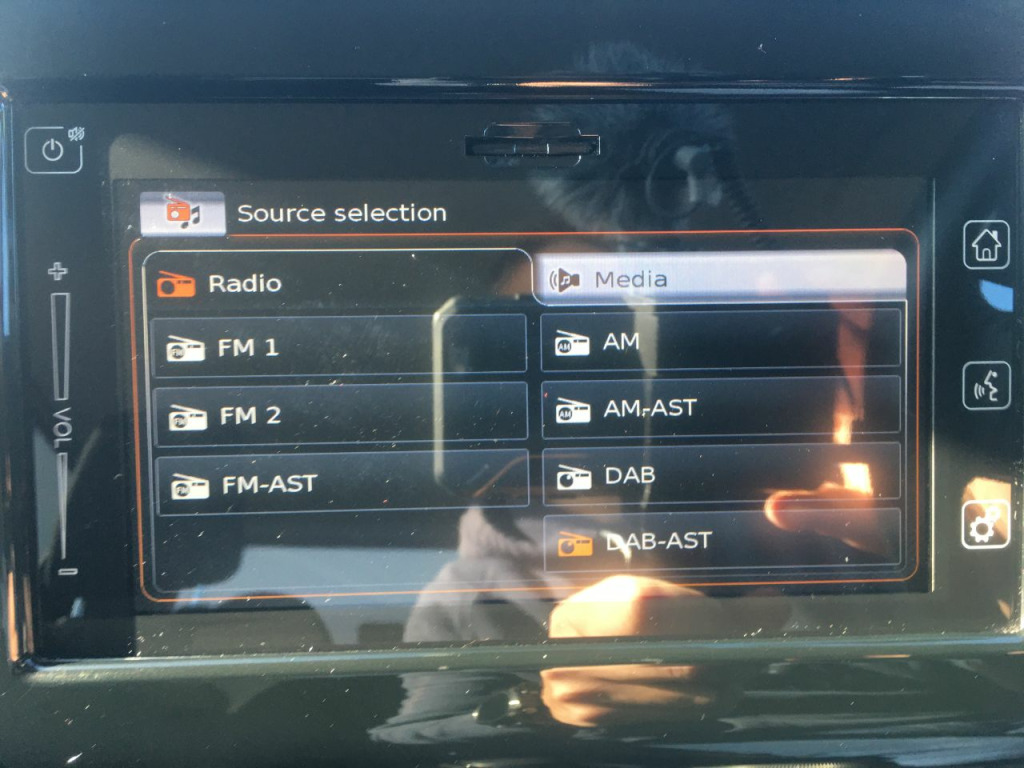 Source selection
Radio
Media
FM 1
AM
FM 2
AM-AST
FM-AST
DAB
DAB-AST
VOL